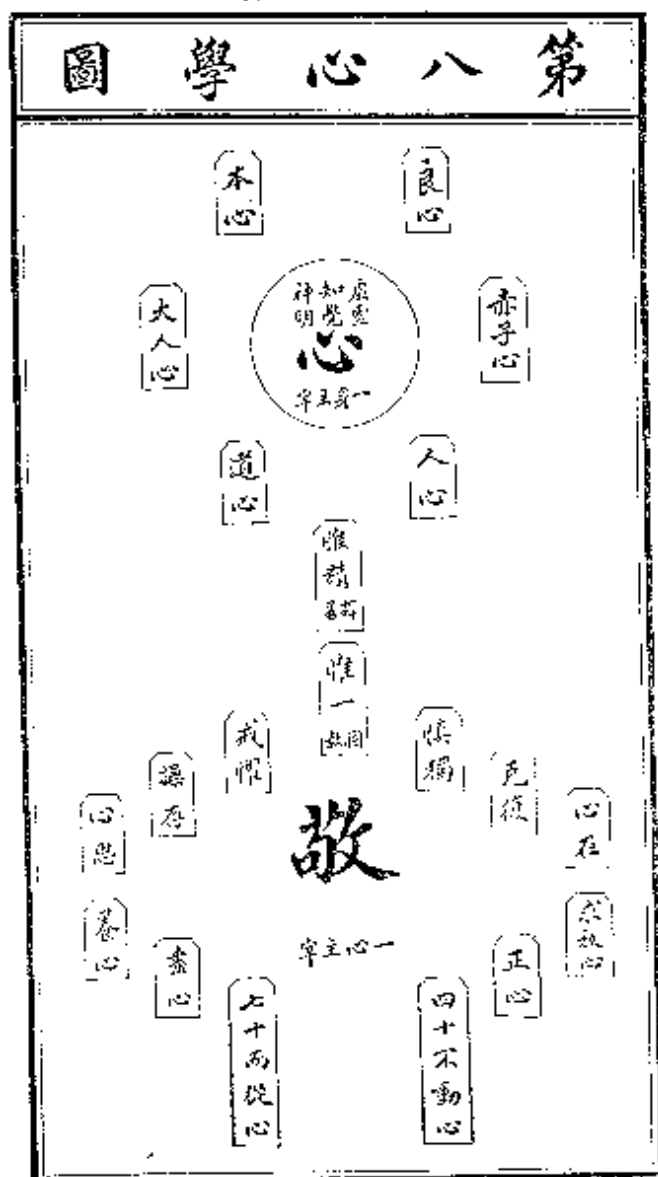 第八心學圖
良心
本心
虛靈
知覺
神明
心
一身主宰
赤子心
大人心
人心
道心
惟精
擇善
惟一
固執
慎獨
戒懼
克復
操存
心在
心思
敬
一心主宰
求放心
養心
正心
盡心
四十不動心
七十而從心